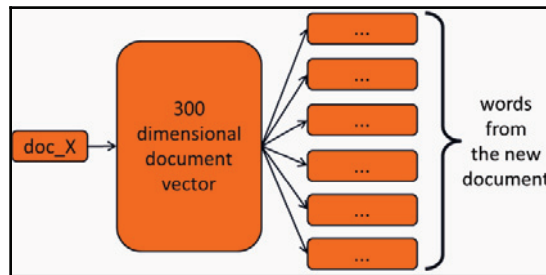 doc_X
300
dimensional
document
vector
...
...
...
...
...
...
words
from
the new
document